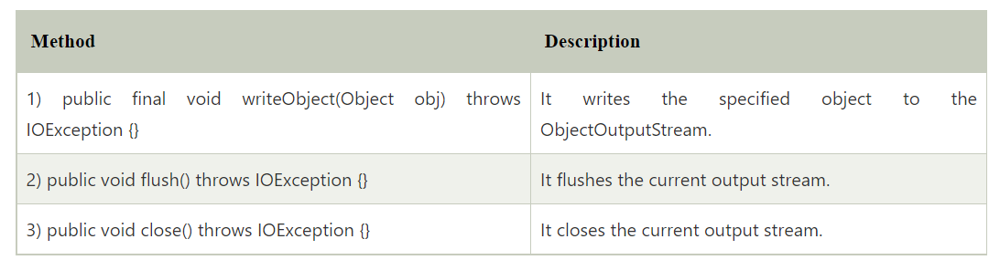 Method Description
1) public final void writeObject(Object obj) throws
IOException {}
It writes the specified object to the
ObjectOutputStream.
2) public void flush() throws IOException {} It flushes the current output stream.
3) public void close() throws IOException {} It closes the current output stream.